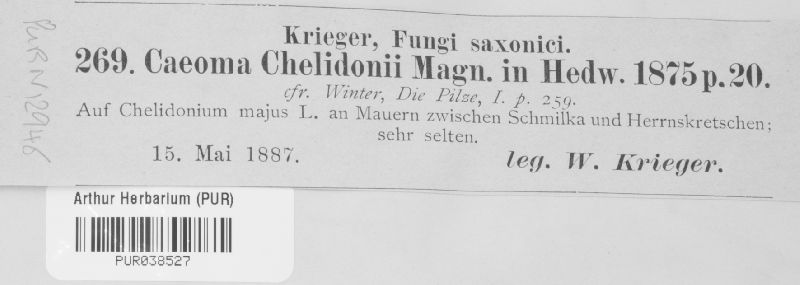 Krieger, Fungi saxonici.
269. Caeoma Chelidonii Magn. in Hedw. 1875 p. 20.
cfr. Winter, Die Pilze, I. p. 259.
Auf Chelidonium majus L. an Mauern zwischen Schmilka und Herrnskretschen;
sehr selten.
15. Mai 1887.
leg. W. Krieger.
PUR N12946
Arthur Herbarium (PUR)
PUR038527